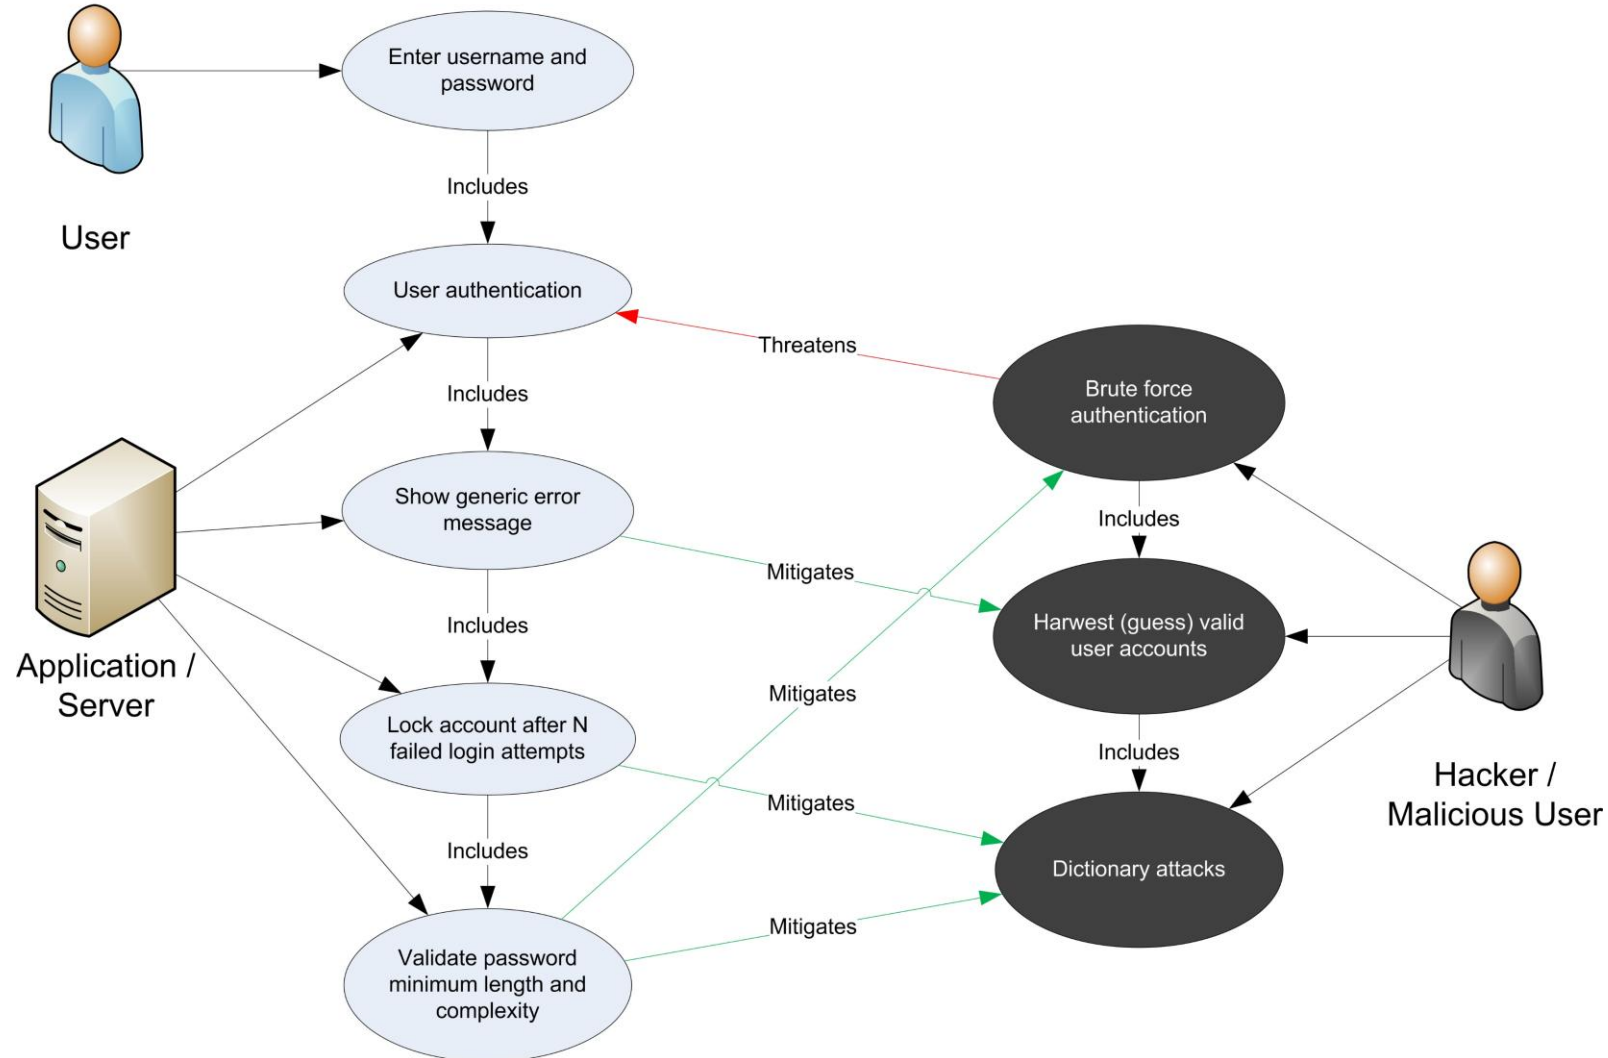 Enter username and
password
Includes
User
User authentication
Threatens
Includes
Brute force
authentication
Show generic error
message
Includes
Mitigates
Harwest (guess) valid
user accounts
Includes
Application /
Server
Mitigates
Lock account after N
failed login attempts
Includes
Mitigates
Hacker /
Malicious User
Includes
Dictionary attacks
Mitigates
Validate password
minimum length and
complexity